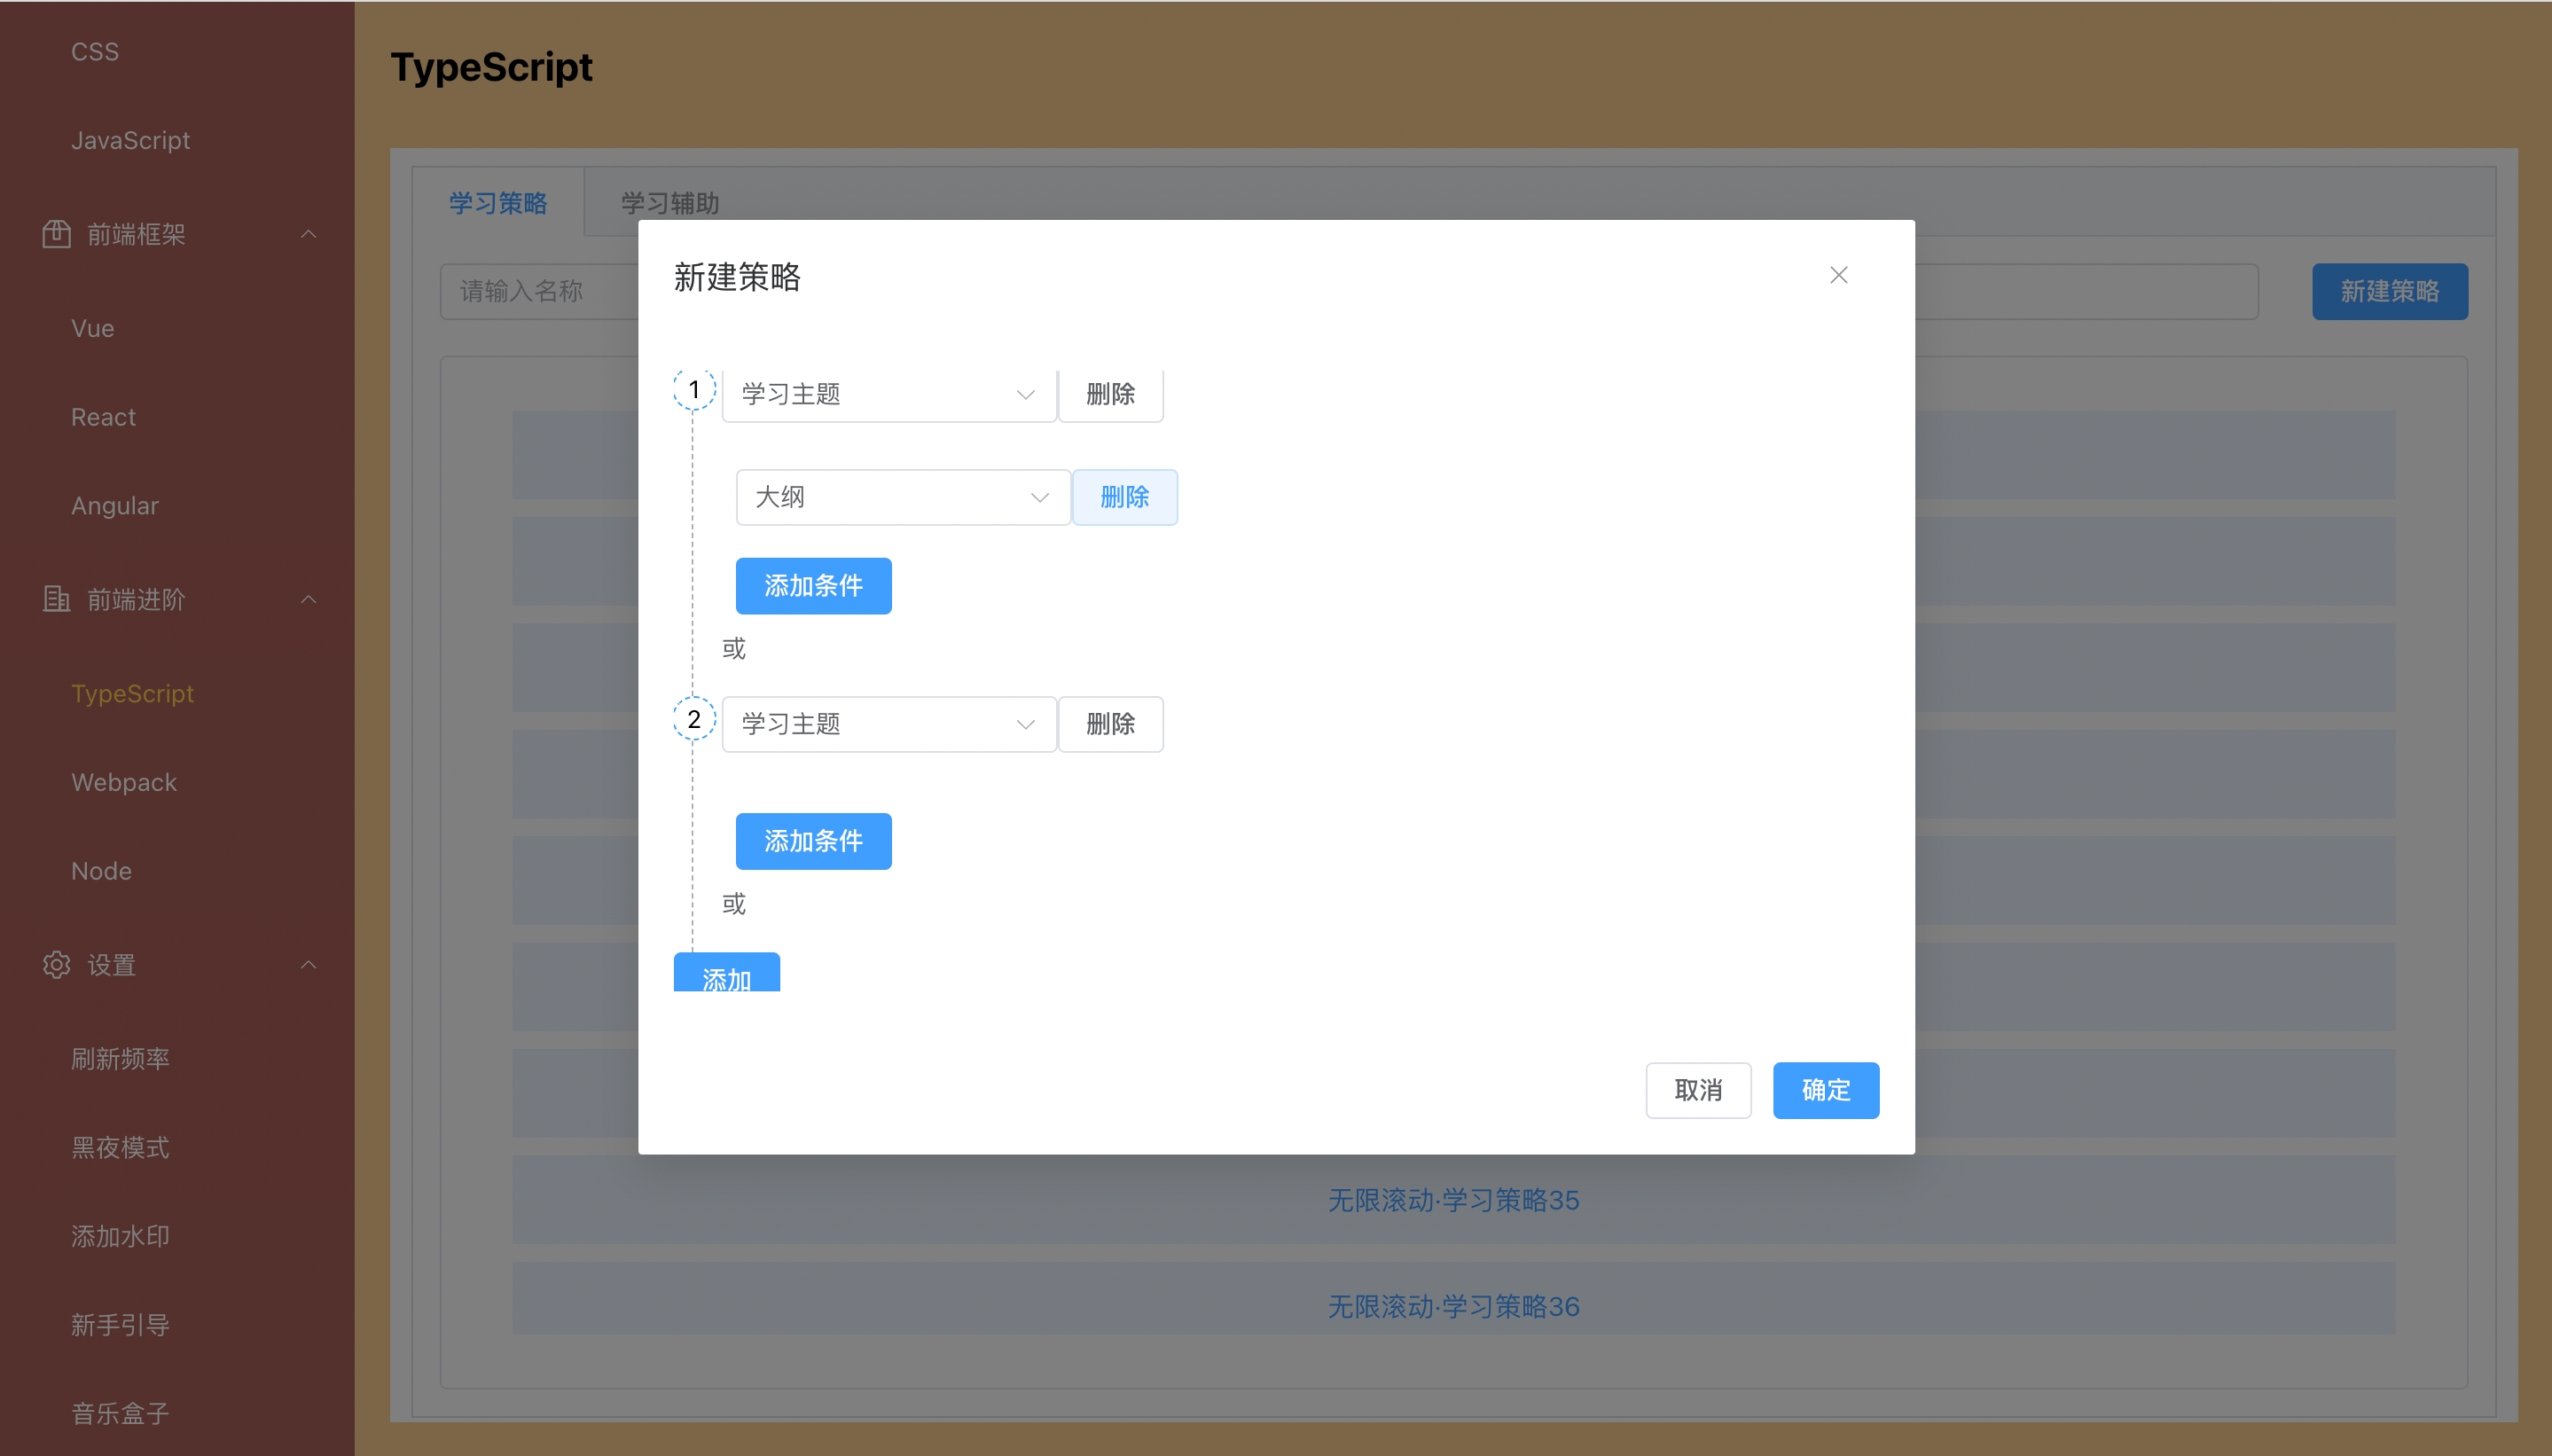 CSS
JavaScript
前端框架
Vue
React
Angular
前端进阶
TypeScript
Webpack
Node
设置
刷新频率
黑夜模式
添加水印
新手引导
音乐盒子
TypeScript
学习策略
学习辅助
请输入名称
新建策略
新建策略
1
学习主题
删除
大纲
删除
添加条件
或
2
学习主题
删除
添加条件
或
添加
取消
确定
无限滚动·学习策略35
无限滚动·学习策略36